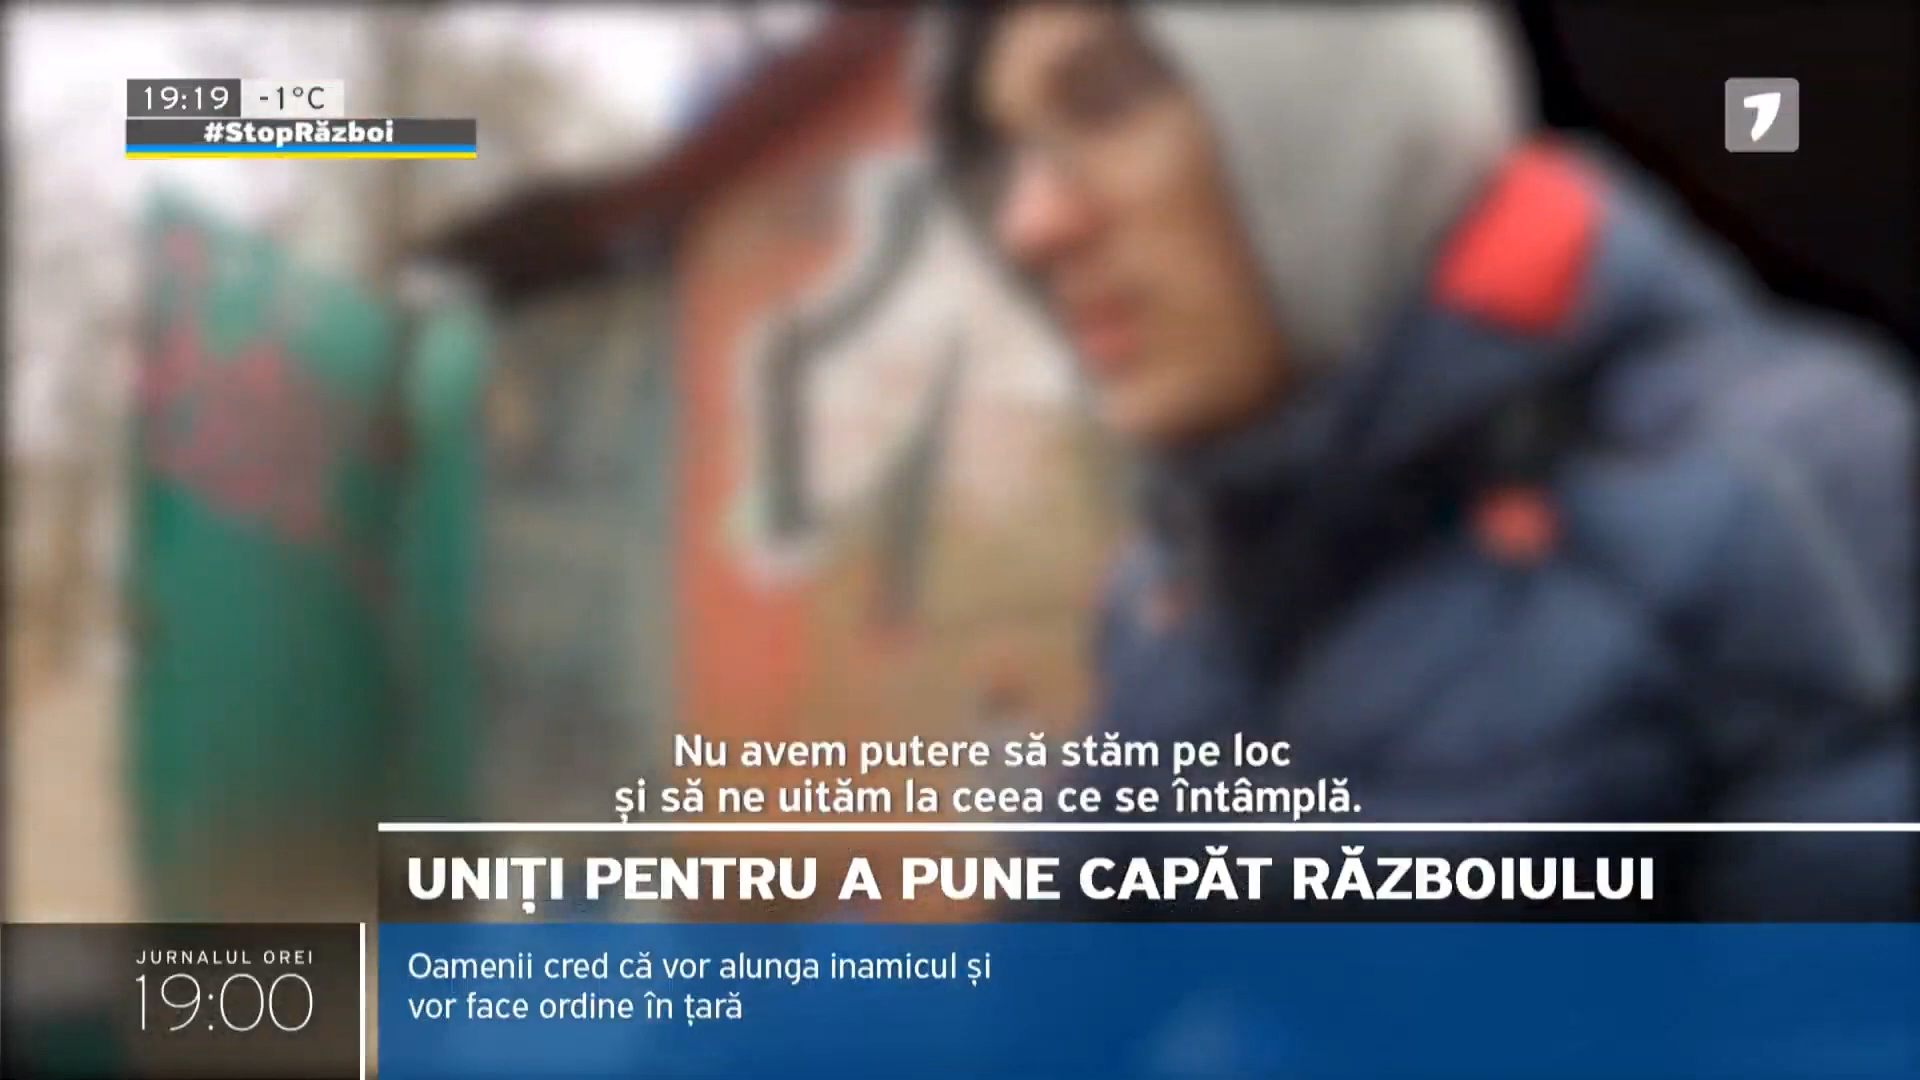 19:19 -1°C
#StopRăzboi
Nu avem putere să stăm pe loc
și să ne uităm la ceea ce se întâmplă.
UNIȚI PENTRU A PUNE CAPĂT RĂZBOIULUI
JURNALUL OREI
19:00
Oamenii cred că vor alunga inamicul și
vor face ordine în țară